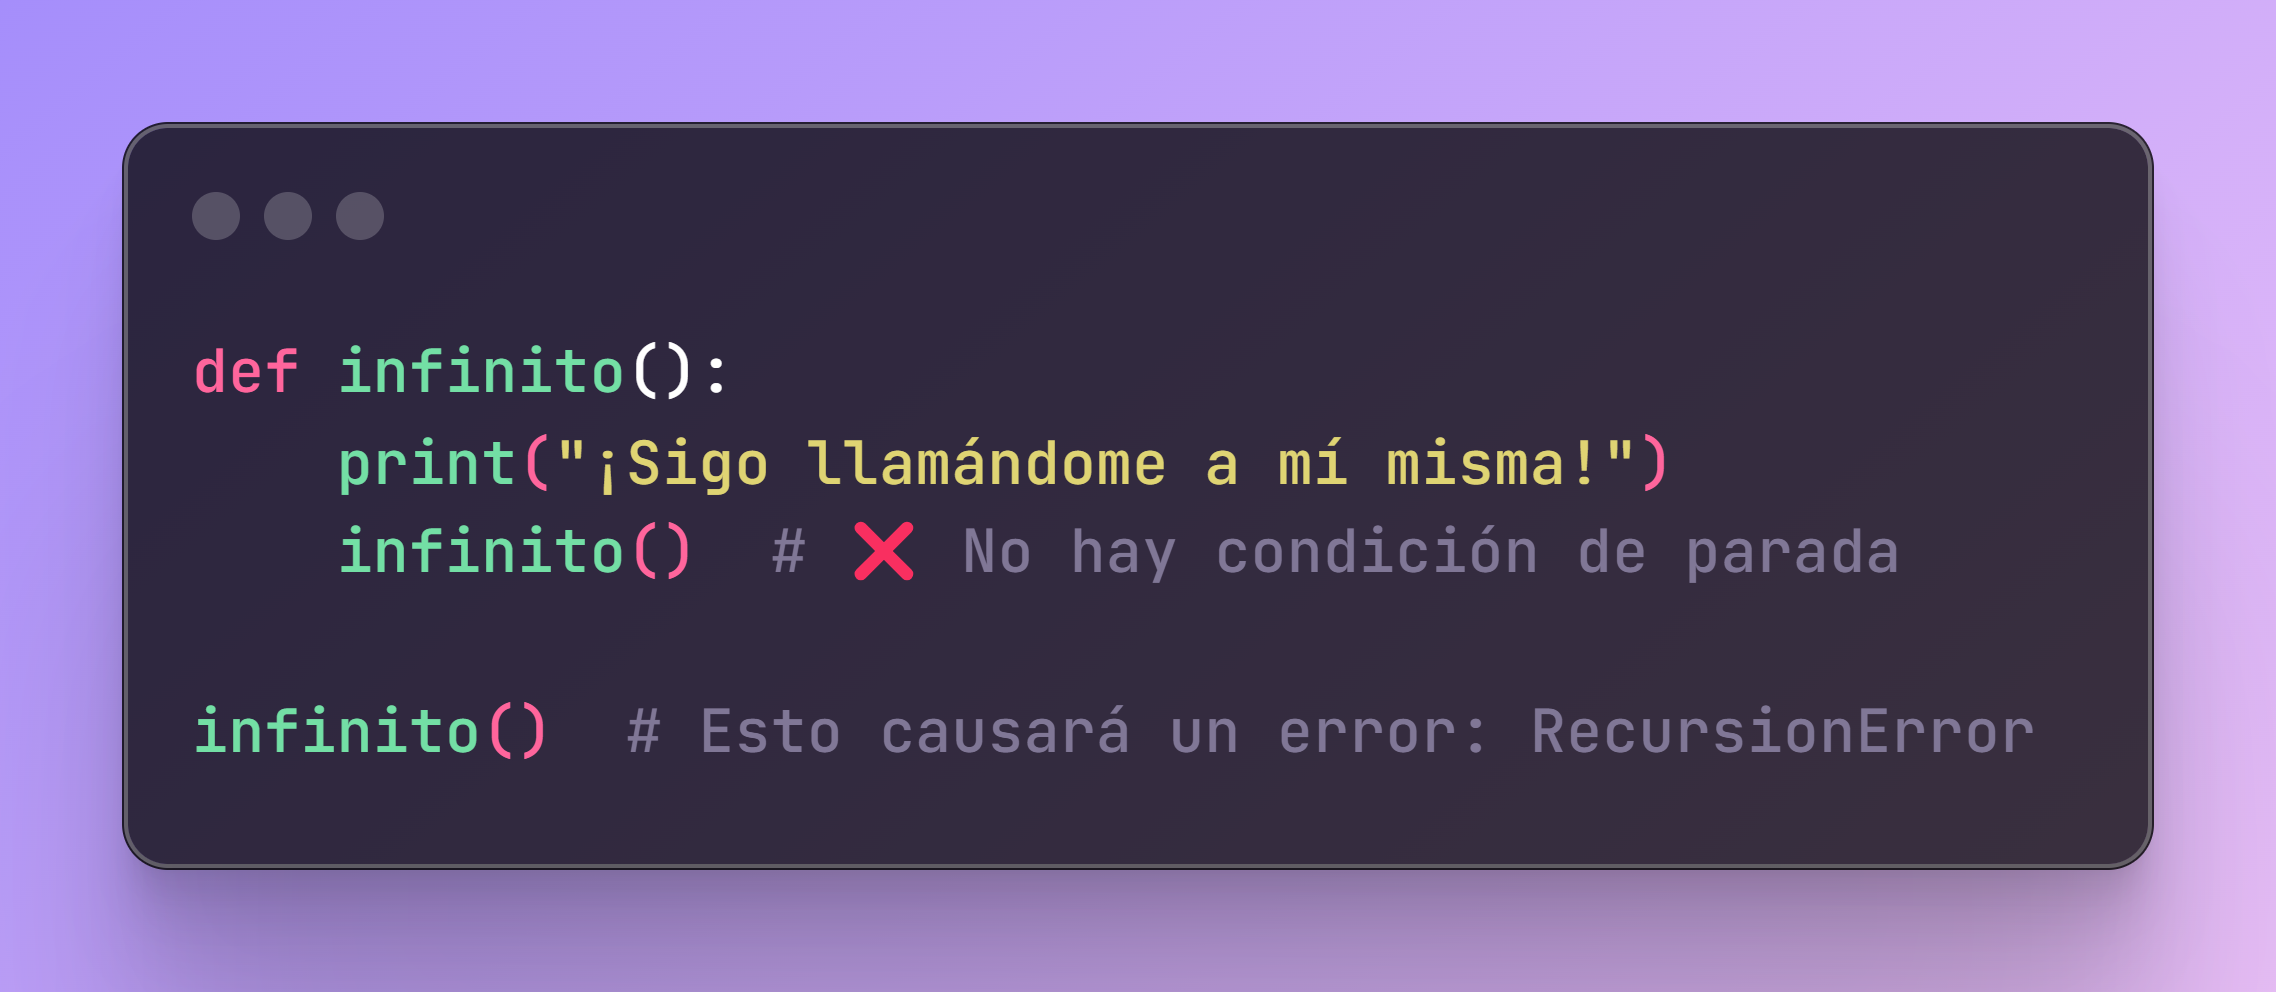 def infinito():
    print("¡Sigo llamándome a mí misma!")
    infinito()  # ❌ No hay condición de parada
infinito()  # Esto causará un error: RecursionError